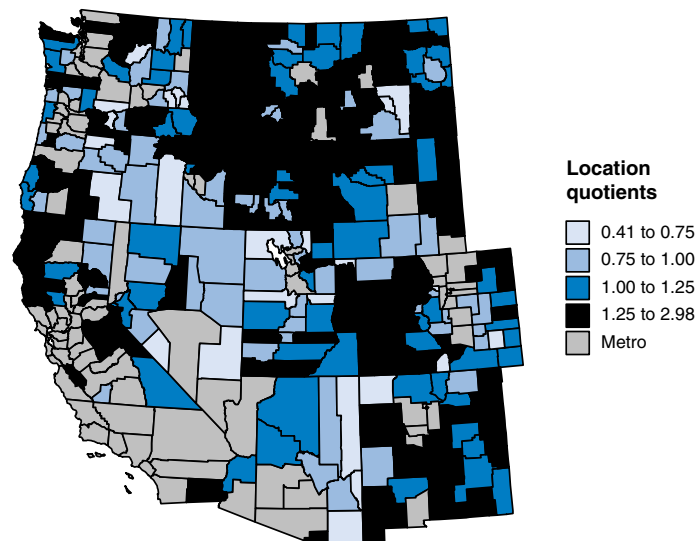 Location
quotients
0.41 to 0.75
0.75 to 1.00
1.00 to 1.25
1.25 to 2.98
Metro